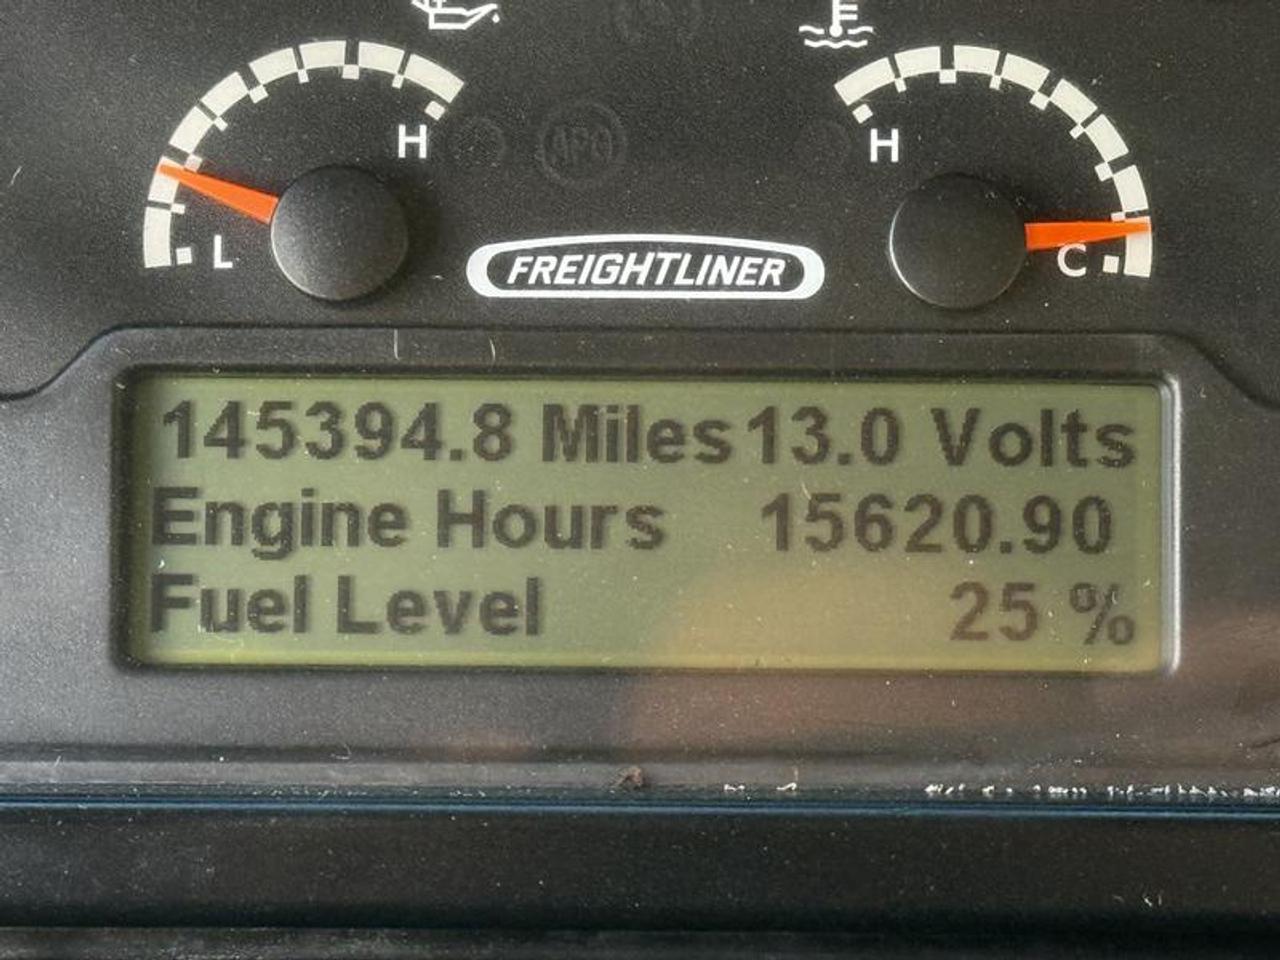 H
H
L
C
FREIGHTLINER
145394.8 Miles 13.0 Volts
Engine Hours 15620.90
Fuel Level 25 %